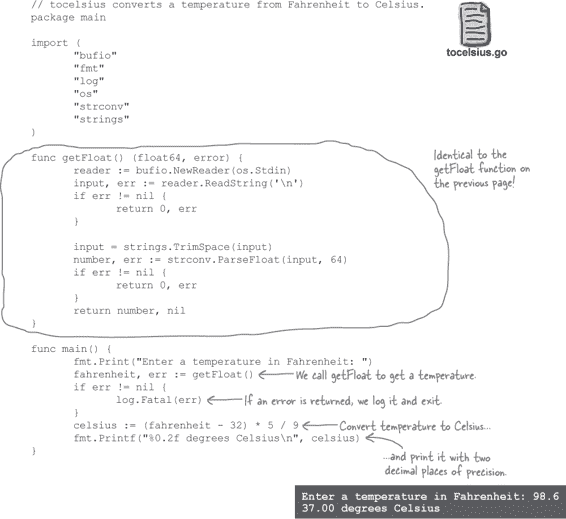 // tocelsius converts a temperature from Fahrenheit to Celsius.
package main
tocelsius.go
import (
        "bufio"
        "fmt"
        "log"
        "os"
        "strconv"
        "strings"
)
func getFloat() (float64, error) {
        reader := bufio.NewReader(os.Stdin)
        input, err := reader.ReadString('\n')
        if err != nil {
                return 0, err
        }
        input = strings.TrimSpace(input)
        number, err := strconv.ParseFloat(input, 64)
        if err != nil {
                return 0, err
        }
        return number, nil
}
Identical to the
getFloat function on
the previous page!
func main() {
        fmt.Print("Enter a temperature in Fahrenheit: ")
        fahrenheit, err := getFloat() We call getFloat to get a temperature.
        if err != nil {
                log.Fatal(err) If an error is returned, we log it and exit.
        }
        celsius := (fahrenheit - 32) * 5 / 9 Convert temperature to Celsius...
        fmt.Printf("%0.2f degrees Celsius\n", celsius)
}
...and print it with two
decimal places of precision.
Enter a temperature in Fahrenheit: 98.6
37.00 degrees Celsius